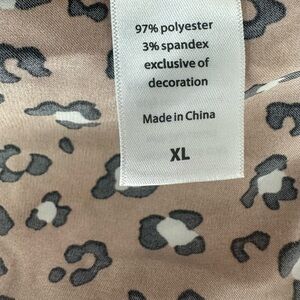 97% polyester
3% spandex
exclusive of
decoration
Made in China
XL